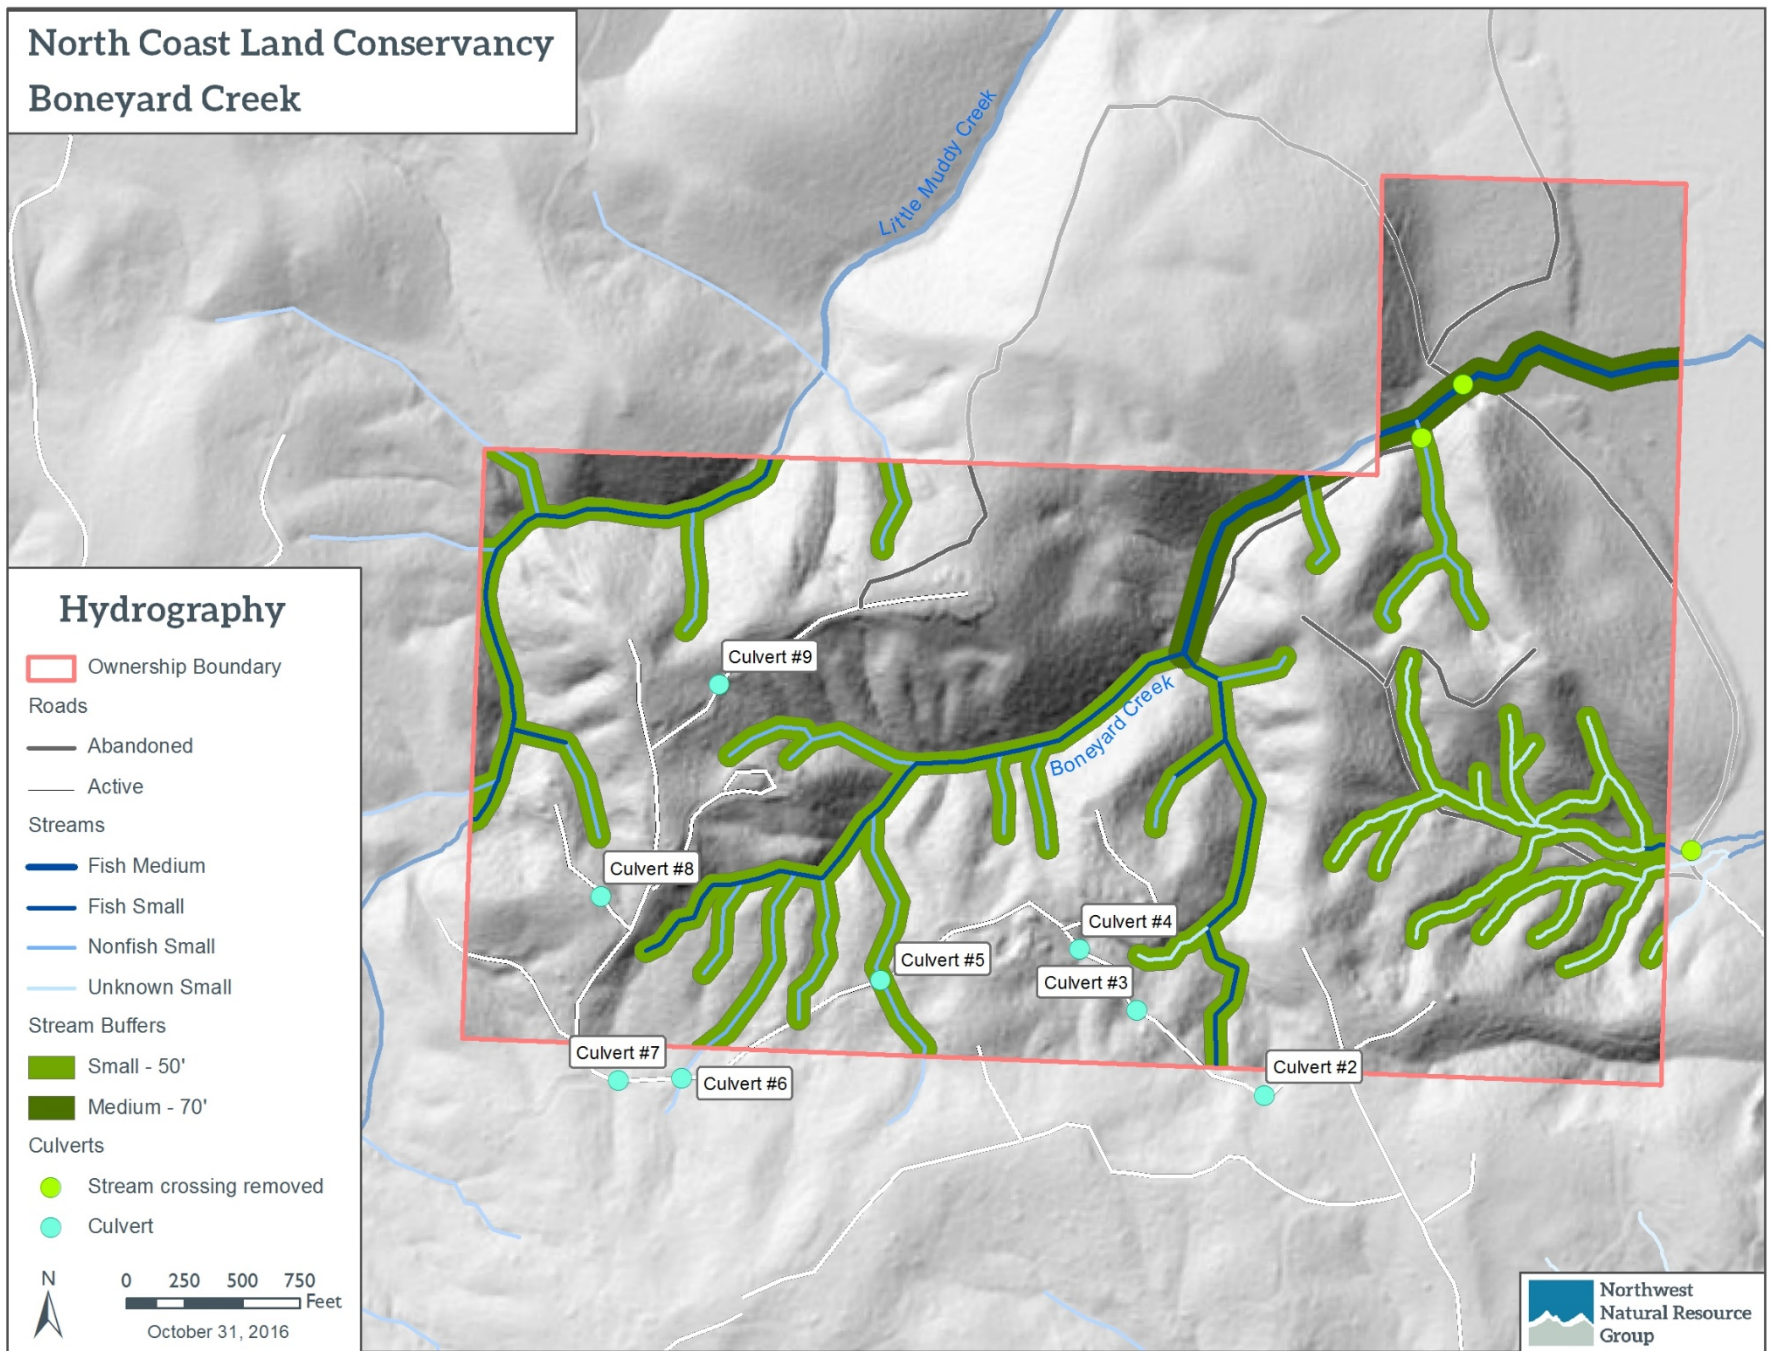 North Coast Land Conservancy
Boneyard Creek
Little Muddy Creek
Hydrography
Ownership Boundary
Roads
Abandoned
Active
Streams
Fish Medium
Fish Small
Nonfish Small
Unknown Small
Stream Buffers
Small - 50'
Medium - 70'
Culverts
Stream crossing removed
Culvert
N
0 250 500 750
Feet
October 31, 2016
Culvert #9
Boneyard Creek
Culvert #8
Culvert #4
Culvert #5
Culvert #3
Culvert #7
Culvert #6
Culvert #2
Northwest
Natural Resource
Group